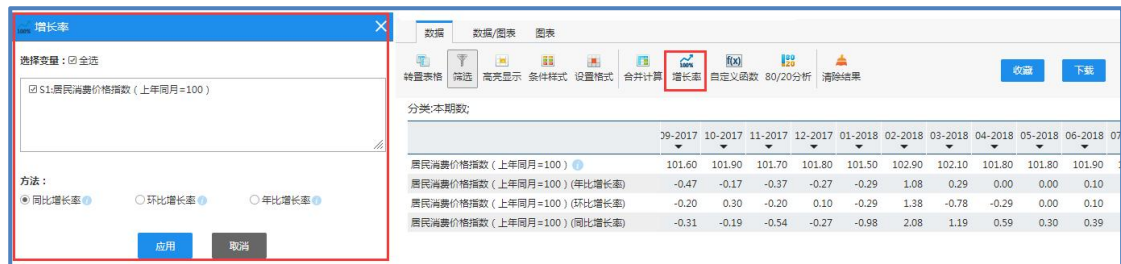 100% 增长率
选择变量：☑ 全选
☑ S1:居民消费价格指数（上年同月=100）
方法：
同比增长率 环比增长率 年比增长率
应用 取消
数据 数据/图表 图表
转置表格 筛选 高亮显示 条件样式 设置格式 合并计算 增长率 自定义函数 80/20分析 清除结果
收藏 下载
分类:本期数;
09-2017 10-2017 11-2017 12-2017 01-2018 02-2018 03-2018 04-2018 05-2018 06-2018 07
居民消费价格指数（上年同月=100） 101.60 101.90 101.70 101.80 101.50 102.90 102.10 101.80 101.80 101.90
居民消费价格指数（上年同月=100）(年比增长率) -0.47 -0.17 -0.37 -0.27 -0.29 1.08 0.29 0.00 0.00 0.10
居民消费价格指数（上年同月=100）(环比增长率) -0.20 0.30 -0.20 0.10 -0.29 1.38 -0.78 -0.29 0.00 0.10
居民消费价格指数（上年同月=100）(同比增长率) -0.31 -0.19 -0.54 -0.27 -0.98 2.08 1.19 0.59 0.30 0.39